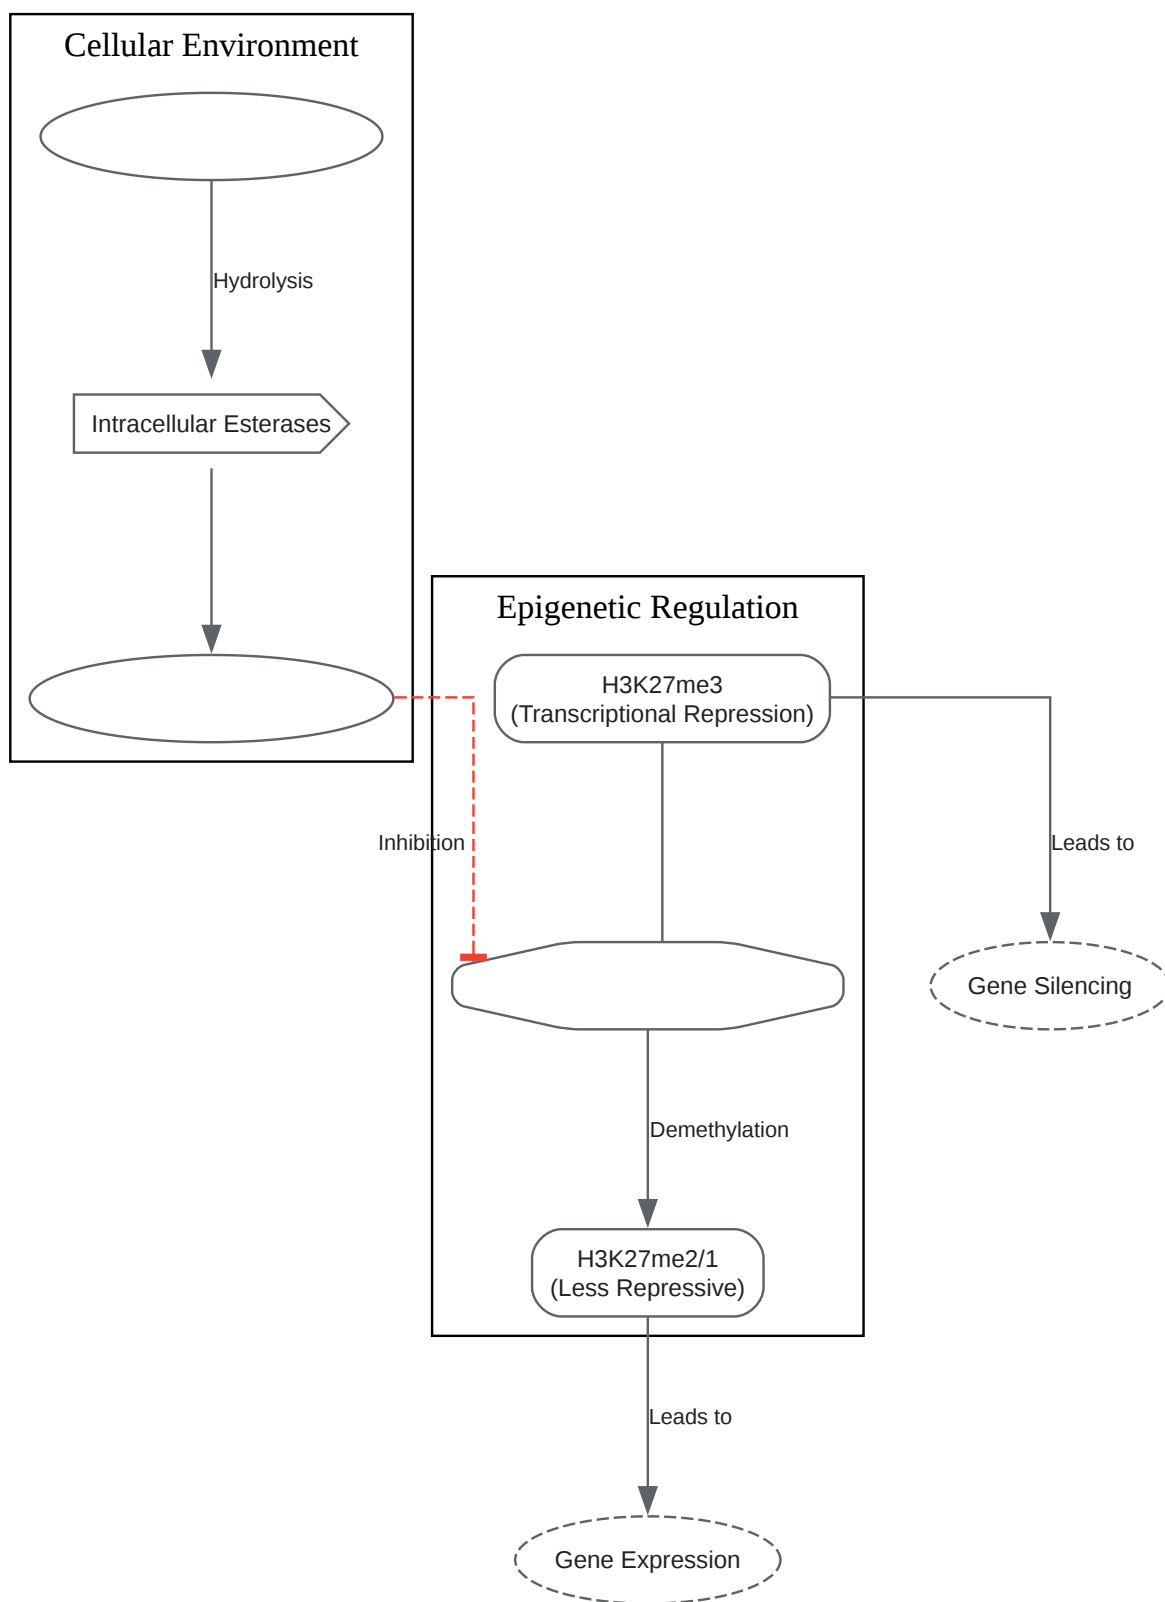 Cellular Environment
Hydrolysis
Intracellular Esterases
Epigenetic Regulation
H3K27me3
(Transcriptional Repression)
Inhibition
Leads to
Gene Silencing
Demethylation
H3K27me2/1
(Less Repressive)
Leads to
Gene Expression